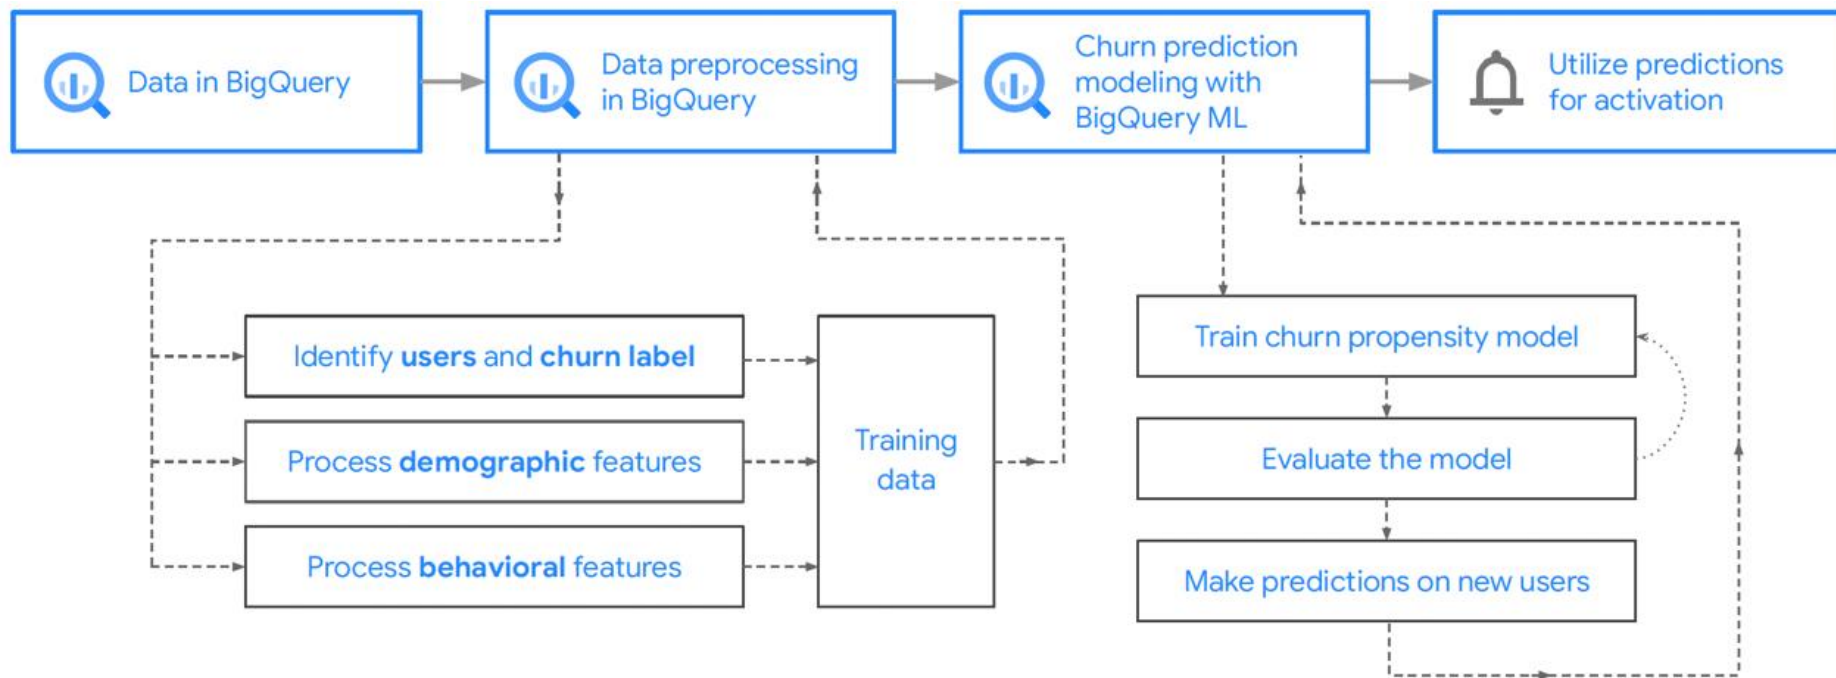 Data in BigQuery
Data preprocessing
in BigQuery
Churn prediction
modeling with
BigQuery ML
Utilize predictions
for activation
Identify users and churn label
Process demographic features
Process behavioral features
Training
data
Train churn propensity model
Evaluate the model
Make predictions on new users